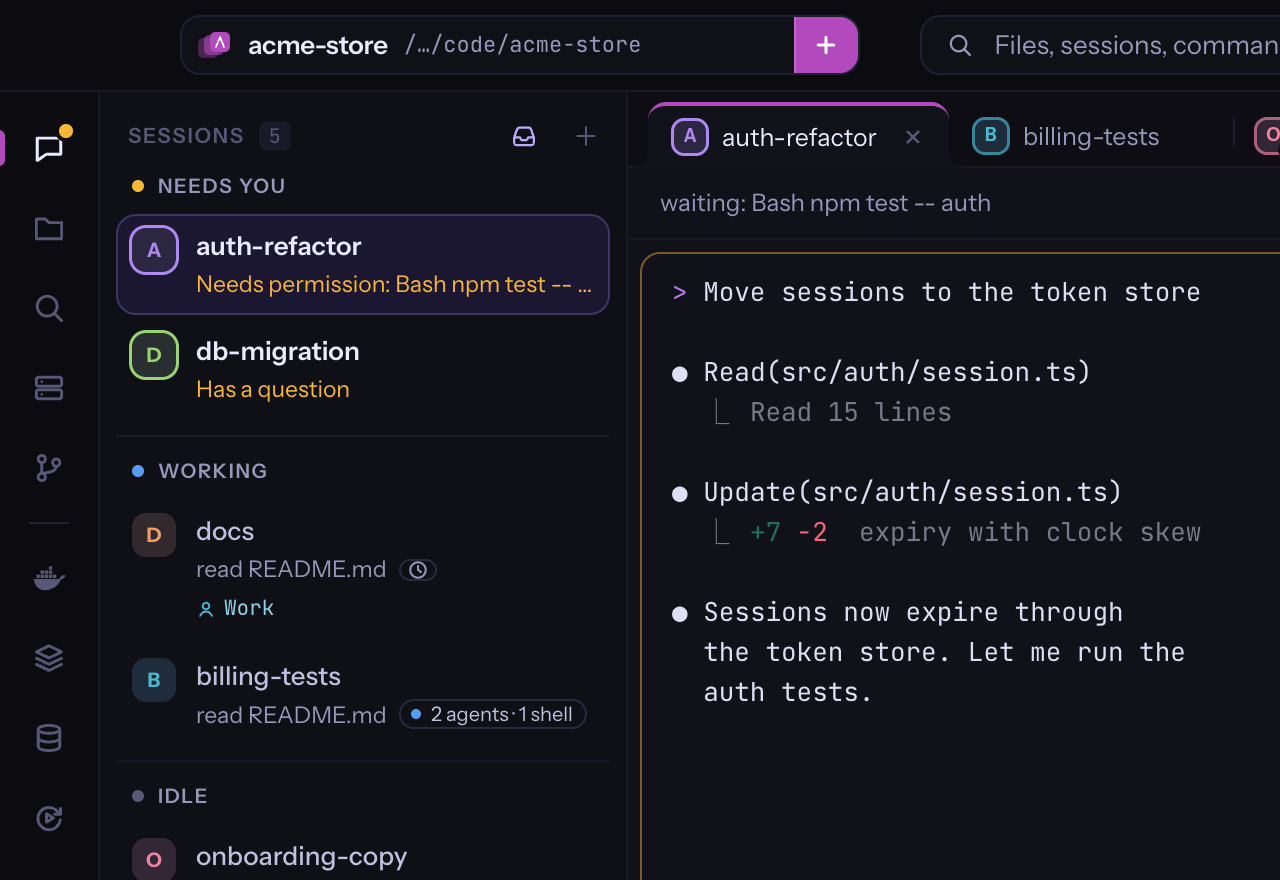 acme-store /…/code/acme-store
Files, sessions, comman
SESSIONS 5
NEEDS YOU
A auth-refactor
Needs permission: Bash npm test -- …
D db-migration
Has a question
WORKING
D docs
read README.md
Work
B billing-tests
read README.md 2 agents · 1 shell
IDLE
O onboarding-copy
A auth-refactor
B billing-tests
O
waiting: Bash npm test -- auth
> Move sessions to the token store
● Read(src/auth/session.ts)
⎿ Read 15 lines
● Update(src/auth/session.ts)
⎿ +7 -2 expiry with clock skew
● Sessions now expire through
the token store. Let me run the
auth tests.